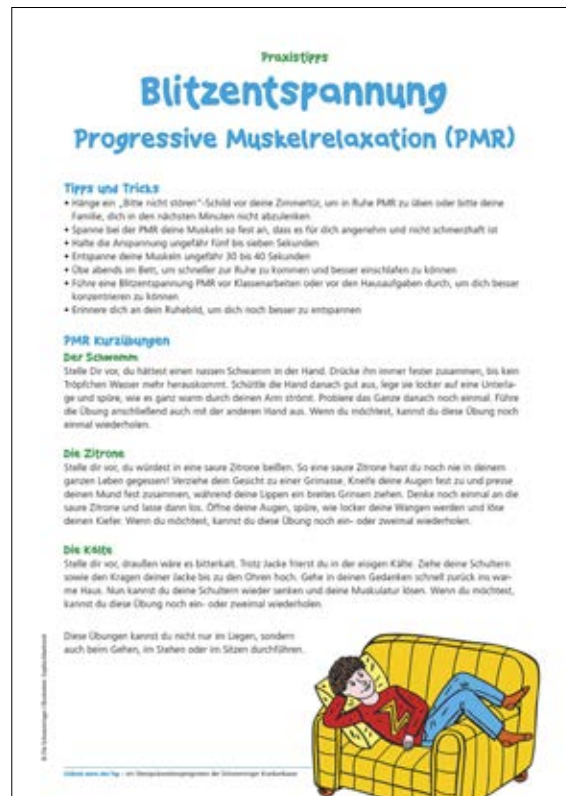 Praxistipps
Blitzentspannung
Progressive Muskelrelaxation (PMR)
Tipps und Tricks
• Hänge ein „Bitte nicht stören“-Schild vor deine Zimmertür, um in Ruhe PMR zu üben oder bitte deine
Familie, dich in den nächsten Minuten nicht abzulenken
• Spanne bei der PMR deine Muskeln so fest an, dass es für dich angenehm und nicht schmerzhaft ist
• Halte die Anspannung ungefähr fünf bis sieben Sekunden
• Entspanne deine Muskeln ungefähr 30 bis 40 Sekunden
• Übe abends im Bett, um schneller zur Ruhe zu kommen und besser einschlafen zu können
• Führe eine Blitzentspannung PMR vor Klassenarbeiten oder vor den Hausaufgaben durch, um dich besser
konzentrieren zu können
• Erinnere dich an dein Ruhebild, um dich noch besser zu entspannen
PMR Kurzübungen
Der Schwamm
Stelle Dir vor, du hättest einen nassen Schwamm in der Hand. Drücke ihn immer fester zusammen, bis kein
Tröpfchen Wasser mehr herauskommt. Schüttle die Hand danach gut aus, lege sie locker auf eine Unterla-
ge und spüre, wie es ganz warm durch deinen Arm strömt. Probiere das Ganze danach noch einmal. Führe
die Übung anschließend auch mit der anderen Hand aus. Wenn du möchtest, kannst du diese Übung noch
einmal wiederholen.
Die Zitrone
Stelle dir vor, du würdest in eine saure Zitrone beißen. So eine saure Zitrone hast du noch nie in deinem
ganzen Leben gegessen! Verziehe dein Gesicht zu einer Grimasse. Kneife deine Augen fest zu und presse
deinen Mund fest zusammen, während deine Lippen ein breites Grinsen ziehen. Denke noch einmal an die
saure Zitrone und lasse dann los. Öffne deine Augen, spüre, wie locker deine Wangen werden und löse
deinen Kiefer. Wenn du möchtest, kannst du diese Übung noch ein- oder zweimal wiederholen.
Die Kälte
Stelle dir vor, draußen wäre es bitterkalt. Trotz Jacke frierst du in der eisigen Kälte. Ziehe deine Schultern
sowie den Kragen deiner Jacke bis zu den Ohren hoch. Gehe in deinen Gedanken schnell zurück ins war-
me Haus. Nun kannst du deine Schultern wieder senken und deine Muskulatur lösen. Wenn du möchtest,
kannst du diese Übung noch ein- oder zweimal wiederholen.
Diese Übungen kannst du nicht nur im Liegen, sondern
auch beim Gehen, im Stehen oder im Sitzen durchführen.